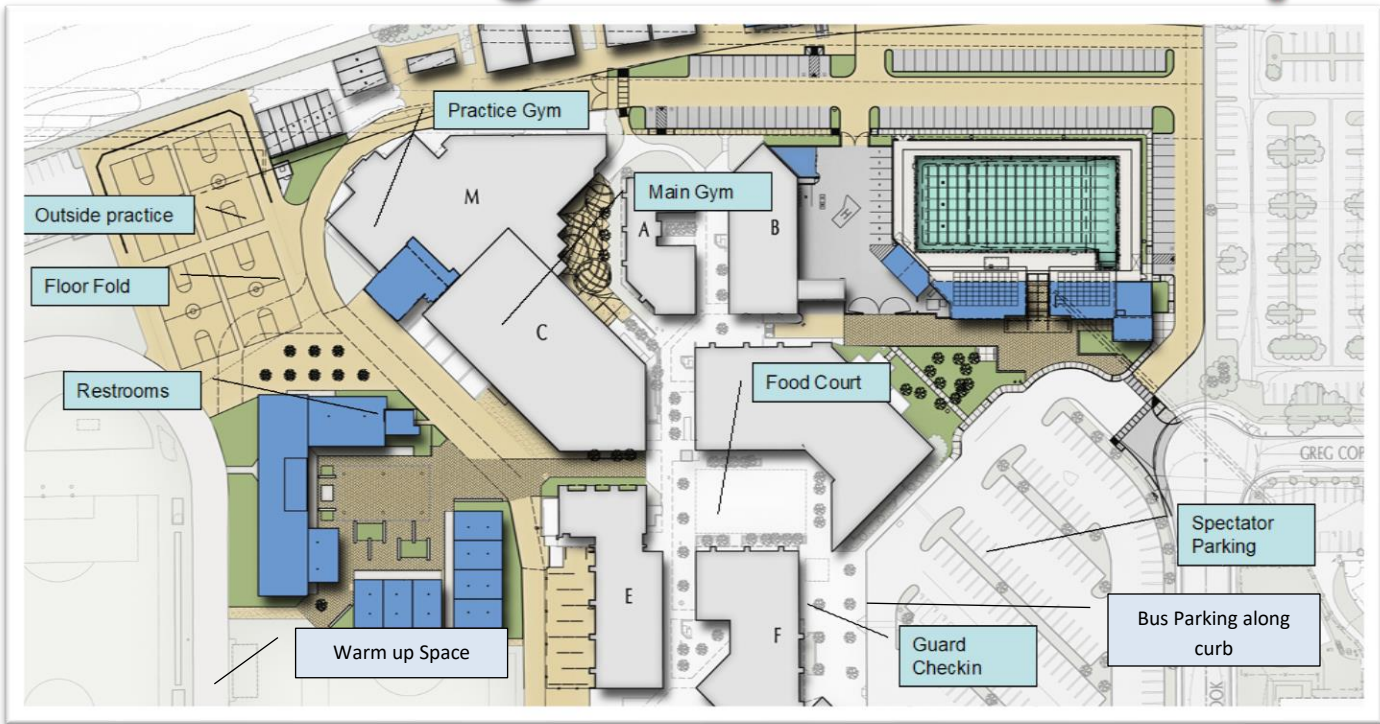 Practice Gym
M
Main Gym
A
B
H
Outside practice
Floor Fold
C
Restrooms
Food Court
GREG COP
Spectator
Parking
E
F
Warm up Space
Guard
Checkin
Bus Parking along
curb
OOK